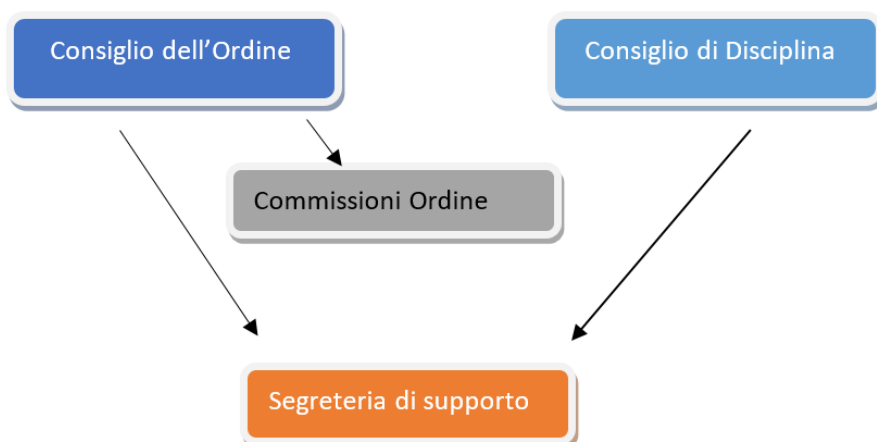 Consiglio dell’Ordine
Consiglio di Disciplina
Commissioni Ordine
Segreteria di supporto